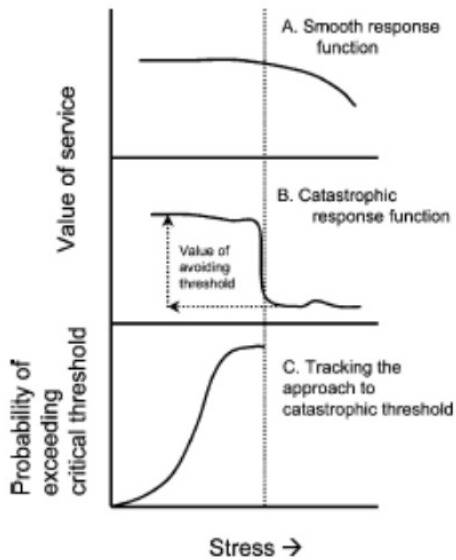 A. Smooth response
function
Value of service
B. Catastrophic
response function
Value of
avoiding
threshold
Probability of
exceeding
critical threshold
C. Tracking the
approach to
catastrophic threshold
Stress →